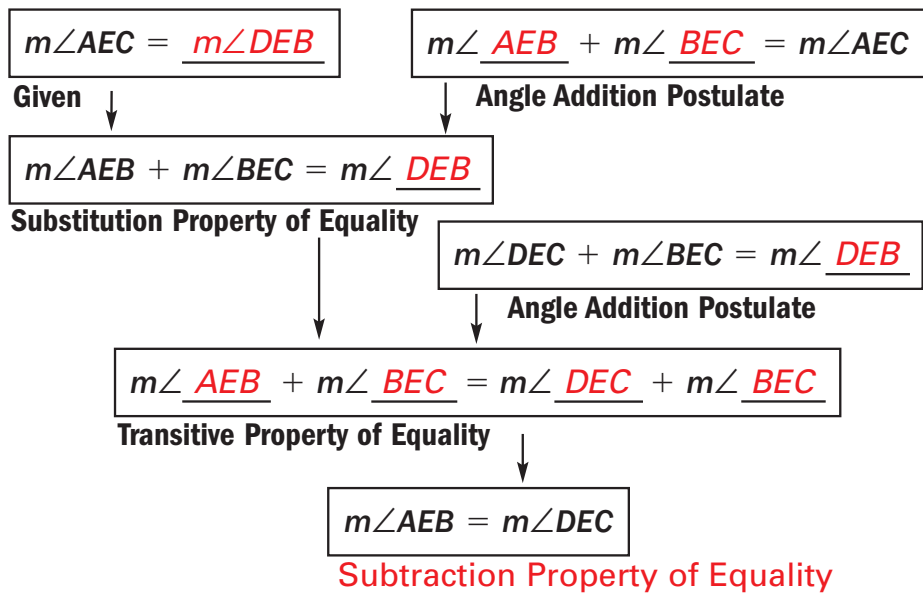 m∠AEC = m∠DEB
m∠ AEB + m∠ BEC = m∠AEC
Given
Angle Addition Postulate
m∠AEB + m∠BEC = m∠ DEB
Substitution Property of Equality
m∠DEC + m∠BEC = m∠ DEB
Angle Addition Postulate
m∠ AEB + m∠ BEC = m∠ DEC + m∠ BEC
Transitive Property of Equality
m∠AEB = m∠DEC
Subtraction Property of Equality